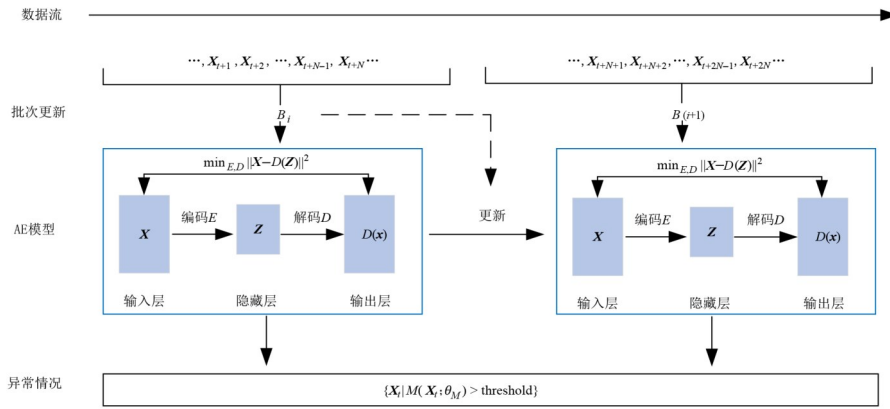 数据流
⋯, X_{t+1}, X_{t+2}, ⋯, X_{t+N−1}, X_{t+N}⋯
⋯, X_{t+N+1}, X_{t+N+2}, ⋯, X_{t+2N−1}, X_{t+2N}⋯
批次更新
B_i
B_{(i+1)}
min_{E,D} ||X−D(Z)||²
min_{E,D} ||X−D(Z)||²
AE模型
X
编码E
Z
解码D
D(x)
更新
X
编码E
Z
解码D
D(x)
输入层
隐藏层
输出层
输入层
隐藏层
输出层
异常情况
{X_t|M(X_t;θ_M) > threshold}